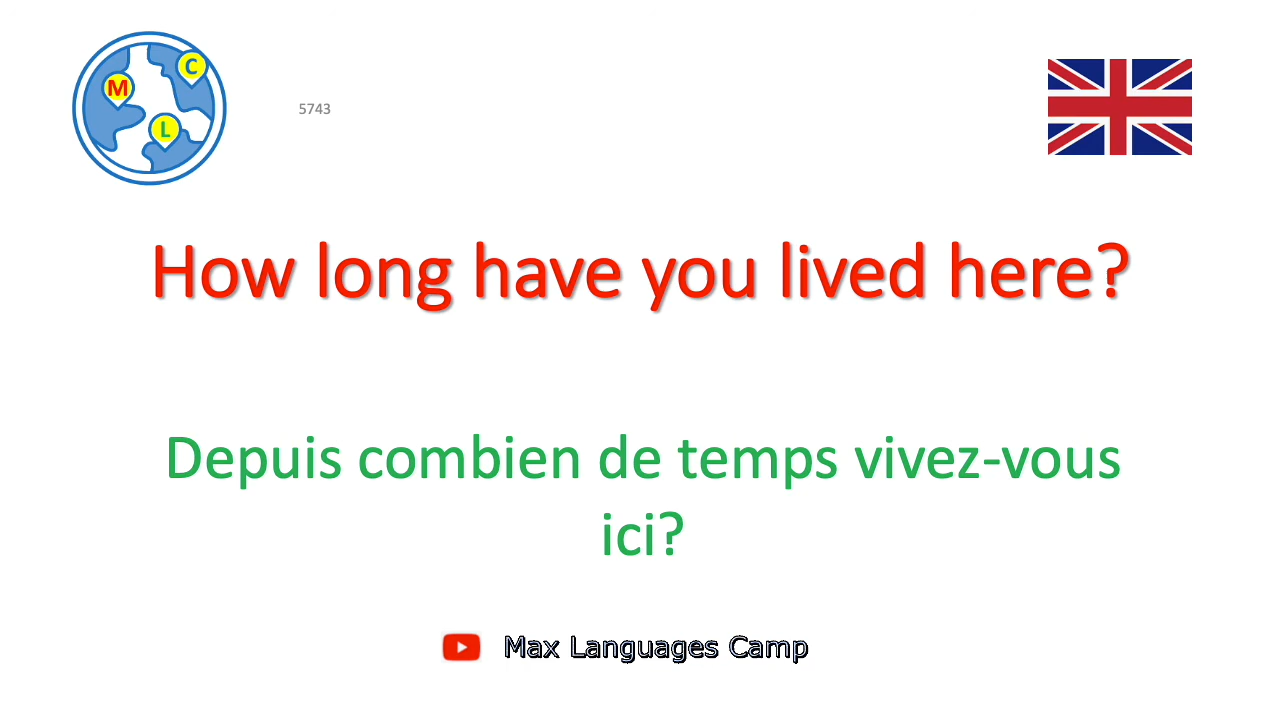 C
M
L
5743
How long have you lived here?
Depuis combien de temps vivez-vous
ici?
Max Languages Camp